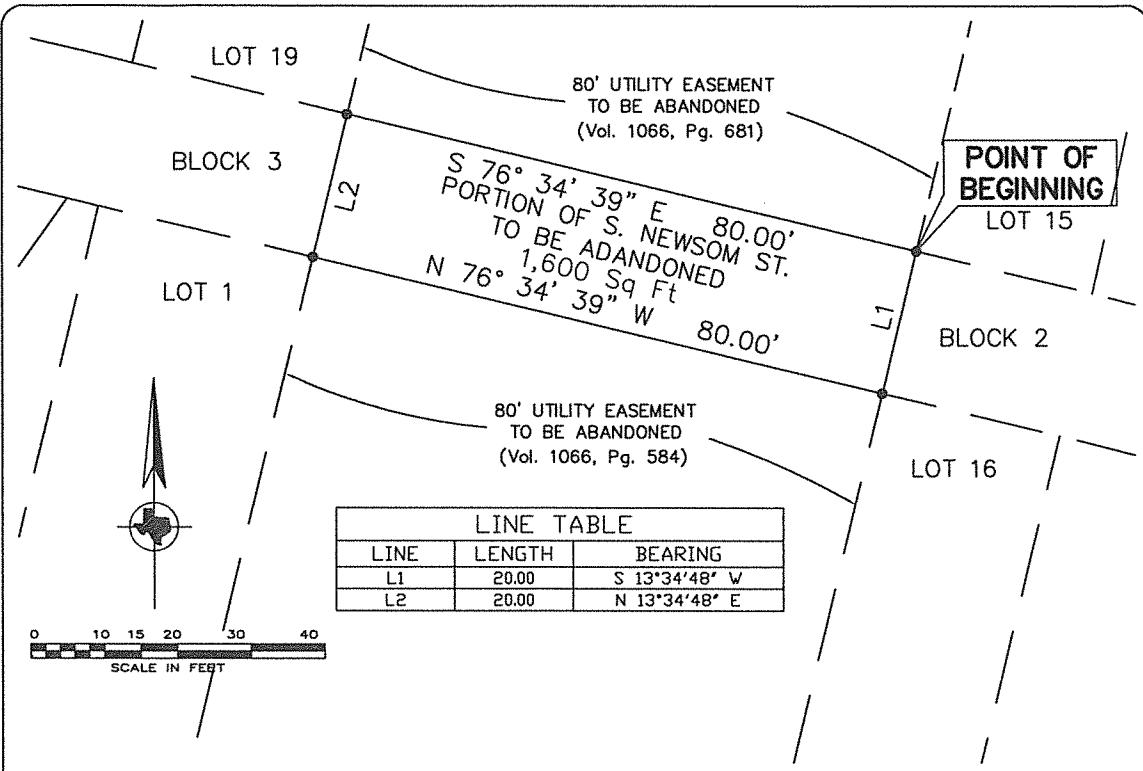 LOT 19
80' UTILITY EASEMENT
TO BE ABANDONED
(Vol. 1066, Pg. 681)
BLOCK 3
POINT OF
BEGINNING
LOT 15
L2
S 76° 34' 39" E 80.00'
PORTION OF S. NEWSOM ST.
TO BE ADANDONED
1,600 Sq Ft
N 76° 34' 39" W 80.00'
L1
LOT 1
BLOCK 2
80' UTILITY EASEMENT
TO BE ABANDONED
(Vol. 1066, Pg. 584)
LOT 16
LINE TABLE
LINE LENGTH BEARING
L1 20.00 S 13°34'48" W
L2 20.00 N 13°34'48" E
0 10 15 20 30 40
SCALE IN FEET